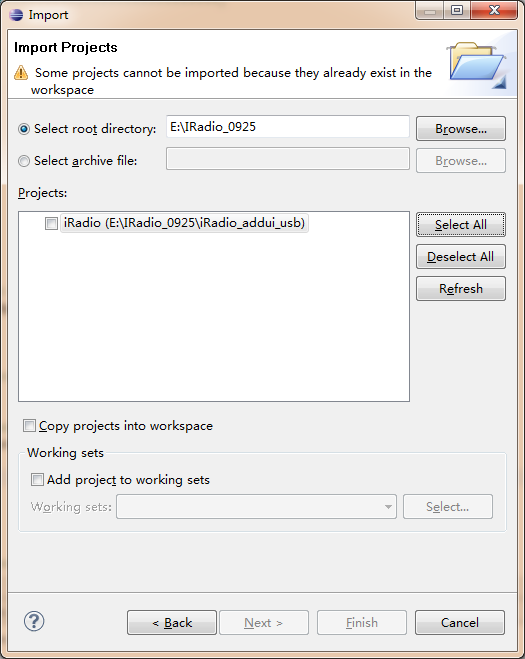 Import
Import Projects
Some projects cannot be imported because they already exist in the
workspace
Select root directory: E:\IRadio_0925 Browse...
Select archive file: Browse...
Projects:
iRadio (E:\IRadio_0925\iRadio_addui_usb)
Select All
Deselect All
Refresh
Copy projects into workspace
Working sets
Add project to working sets
Working sets: Select...
? < Back Next > Finish Cancel